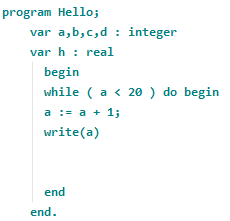 program Hello;
var a,b,c,d : integer
var h : real
begin
while ( a < 20 ) do begin
a := a + 1;
write(a)
end
end.